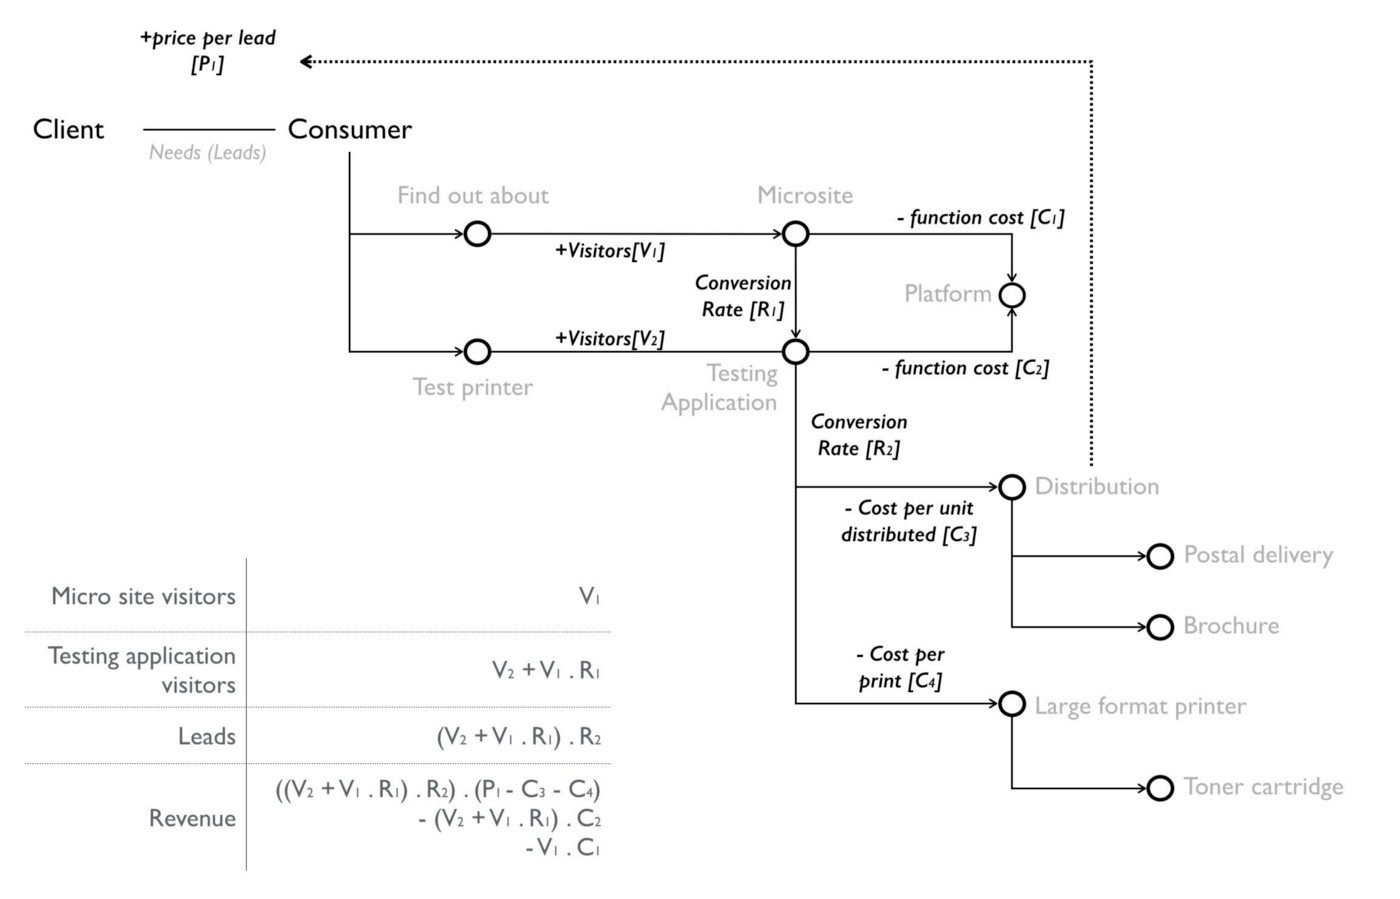 +price per lead
[P1]
Client
Consumer
Needs (Leads)
Find out about
Microsite
- function cost [C1]
+Visitors[V1]
Conversion
Rate [R1]
Platform
+Visitors[V2]
- function cost [C2]
Test printer
Testing
Application
Conversion
Rate [R2]
Distribution
- Cost per unit
distributed [C3]
Postal delivery
Brochure
- Cost per
print [C4]
Large format printer
Toner cartridge
Micro site visitors
V1
Testing application
visitors
V2 + V1 . R1
Leads
(V2 + V1 . R1) . R2
Revenue
((V2 + V1 . R1) . R2) . (P1 - C3 - C4)
- (V2 + V1 . R1) . C2
- V1 . C1